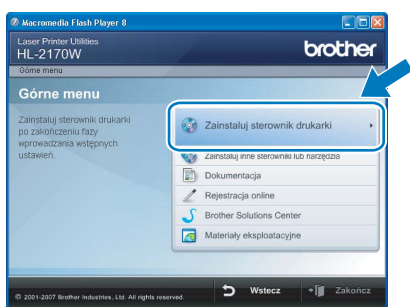 Macromedia Flash Player 8
Laser Printer Utilities
HL-2170W
brother
Górne menu
Górne menu
Zainstaluj sterownik drukarki
po zakończeniu fazy
wprowadzania wstępnych
ustawień.
Zainstaluj sterownik drukarki
Zainstaluj inne sterowniki lub narzędzia
Dokumentacja
Rejestracja online
Brother Solutions Center
Materiały eksploatacyjne
© 2001-2007 Brother Industries, Ltd. All rights reserved.
Wstecz
Zakończ